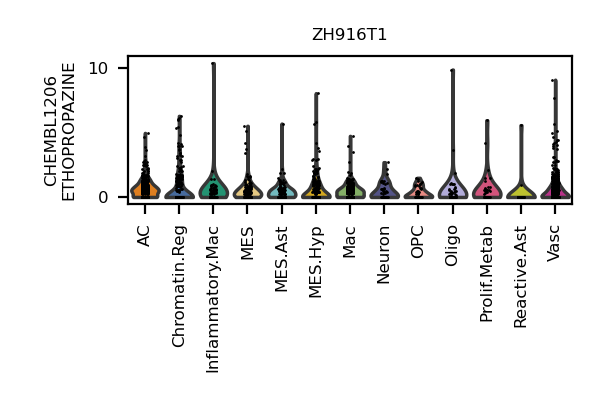 ZH916T1
CHEMBL1206
ETHOPROPAZINE
10
0
AC
Chromatin.Reg
Inflammatory.Mac
MES
MES.Ast
MES.Hyp
Mac
Neuron
OPC
Oligo
Prolif.Metab
Reactive.Ast
Vasc